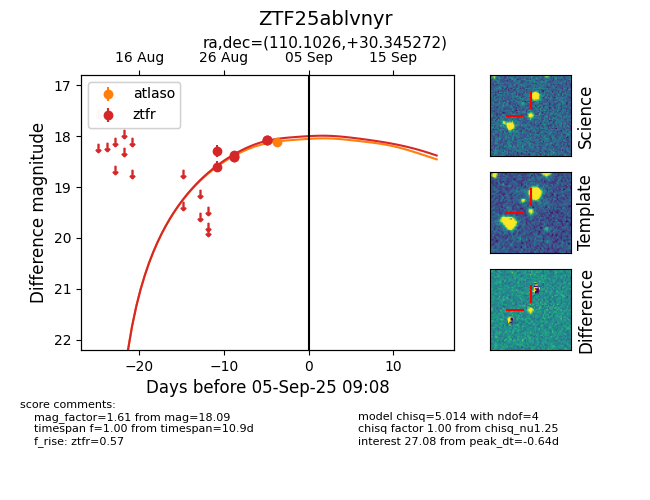 ZTF25ablvnyr
ra,dec=(110.1026,+30.345272)
16 Aug
26 Aug
05 Sep
15 Sep
atlaso
ztfr
17
18
19
20
21
22
Difference magnitude
−20
−10
0
10
Days before 05-Sep-25 09:08
Science
Template
Difference
score comments:
mag_factor=1.61 from mag=18.09
timespan f=1.00 from timespan=10.9d
f_rise: ztfr=0.57
model chisq=5.014 with ndof=4
chisq factor 1.00 from chisq_nu1.25
interest 27.08 from peak_dt=-0.64d